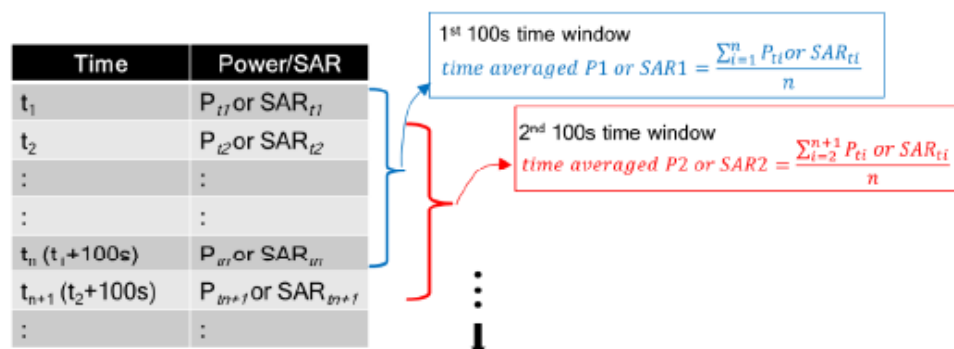 Time Power/SAR
t₁ Pₜ₁ or SARₜ₁
t₂ Pₜ₂ or SARₜ₂
: :
: :
tₙ (t₁+100s) Pₜₙ or SARₜₙ
tₙ₊₁ (t₂+100s) Pₜₙ₊₁ or SARₜₙ₊₁
: :
1st 100s time window
time averaged P1 or SAR1 = ∑ⁿᵢ₌₁ Pₜᵢ or SARₜᵢ / n
2nd 100s time window
time averaged P2 or SAR2 = ∑ⁿ⁺¹ᵢ₌₂ Pₜᵢ or SARₜᵢ / n